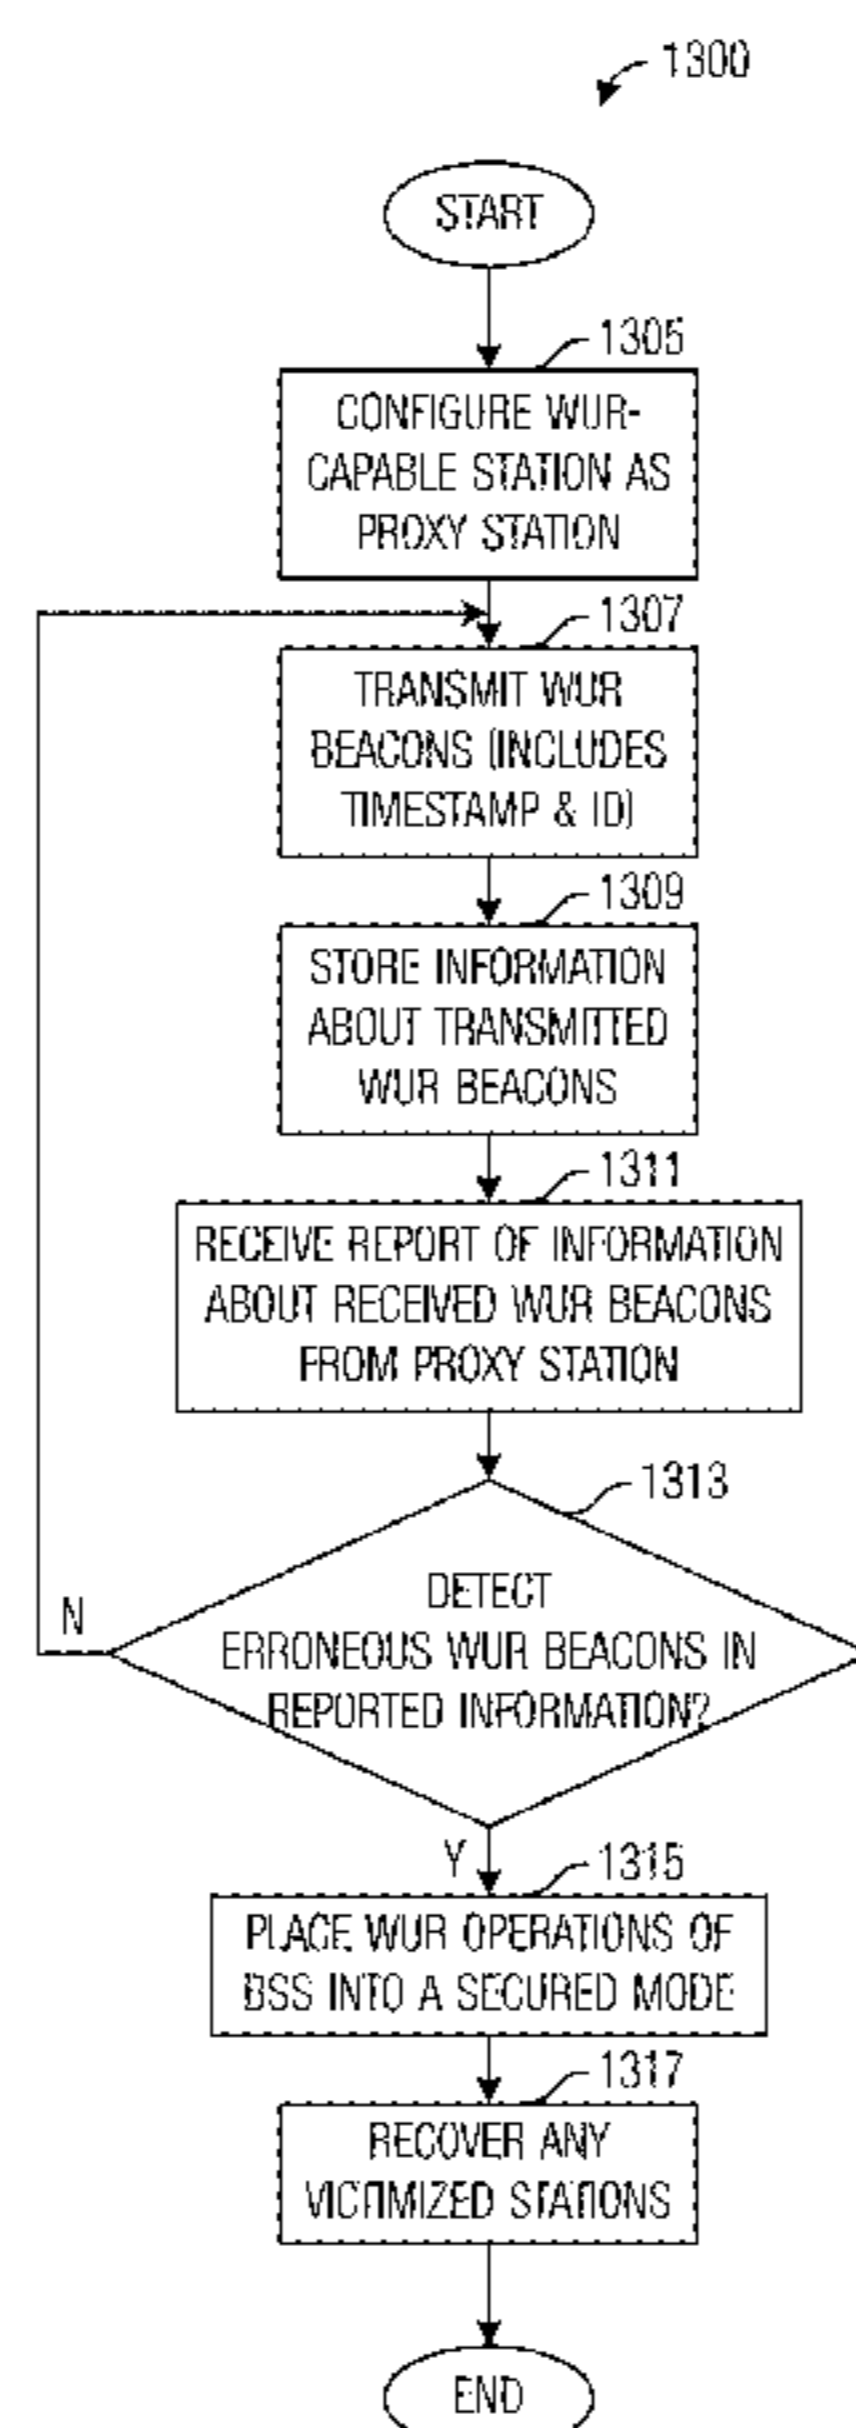 1300
START
1305
CONFIGURE WUR-
CAPABLE STATION AS
PROXY STATION
1307
TRANSMIT WUR
BEACONS (INCLUDES
TIMESTAMP & ID)
1309
STORE INFORMATION
ABOUT TRANSMITTED
WUR BEACONS
1311
RECEIVE REPORT OF INFORMATION
ABOUT RECEIVED WUR BEACONS
FROM PROXY STATION
1313
DETECT
ERRONEOUS WUR BEACONS IN
REPORTED INFORMATION?
N
Y
1315
PLACE WUR OPERATIONS OF
BSS INTO A SECURED MODE
1317
RECOVER ANY
VICTIMIZED STATIONS
END